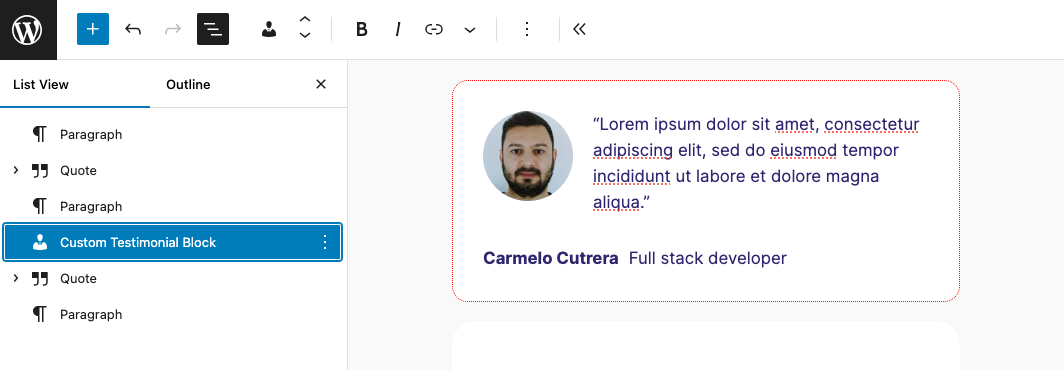 B I
List View Outline
Paragraph
Quote
Paragraph
Custom Testimonial Block
Quote
Paragraph
“Lorem ipsum dolor sit amet, consectetur
adipiscing elit, sed do eiusmod tempor
incididunt ut labore et dolore magna
aliqua.”
Carmelo Cutrera Full stack developer